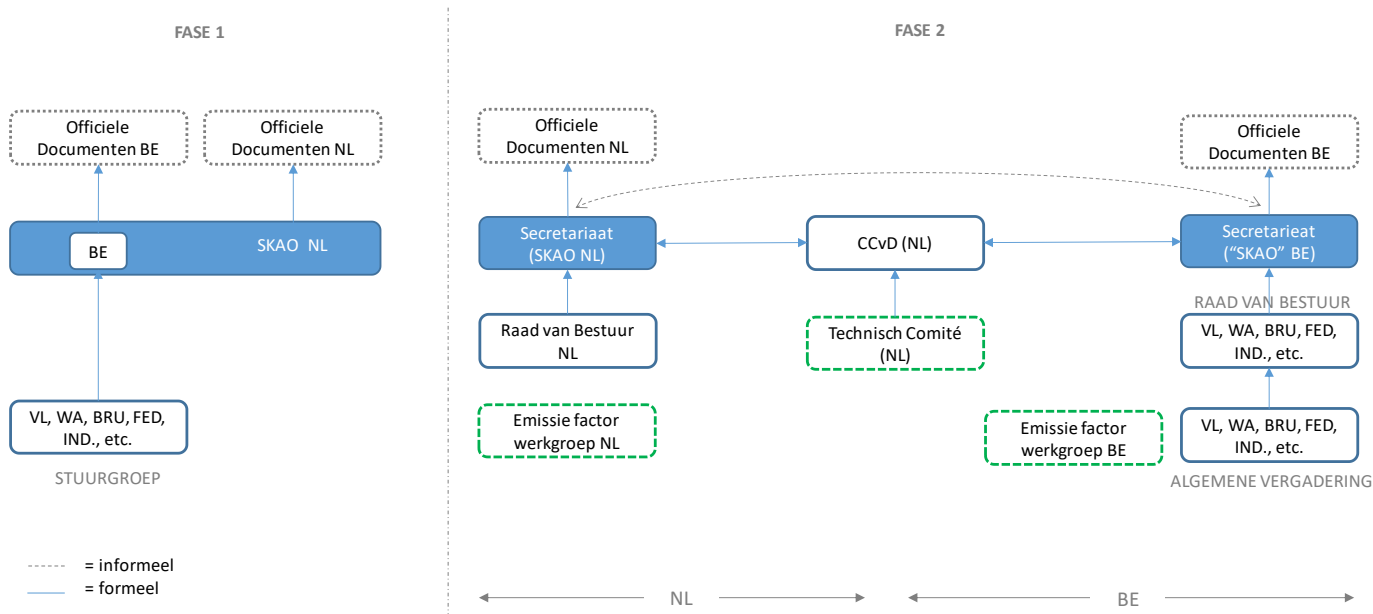 FASE 1
FASE 2
Officiele
Documenten BE
Officiele
Documenten NL
BE
SKAO NL
VL, WA, BRU, FED,
IND., etc.
STUURGROEP
Officiele
Documenten NL
Officiele
Documenten BE
Secretariaat
(SKAO NL)
CCvD (NL)
Secretarieat
(“SKAO” BE)
Raad van Bestuur
NL
Technisch Comité
(NL)
RAAD VAN BESTUUR
VL, WA, BRU, FED,
IND., etc.
Emissie factor
werkgroep NL
Emissie factor
werkgroep BE
VL, WA, BRU, FED,
IND., etc.
ALGEMENE VERGADERING
= informeel
= formeel
NL
BE